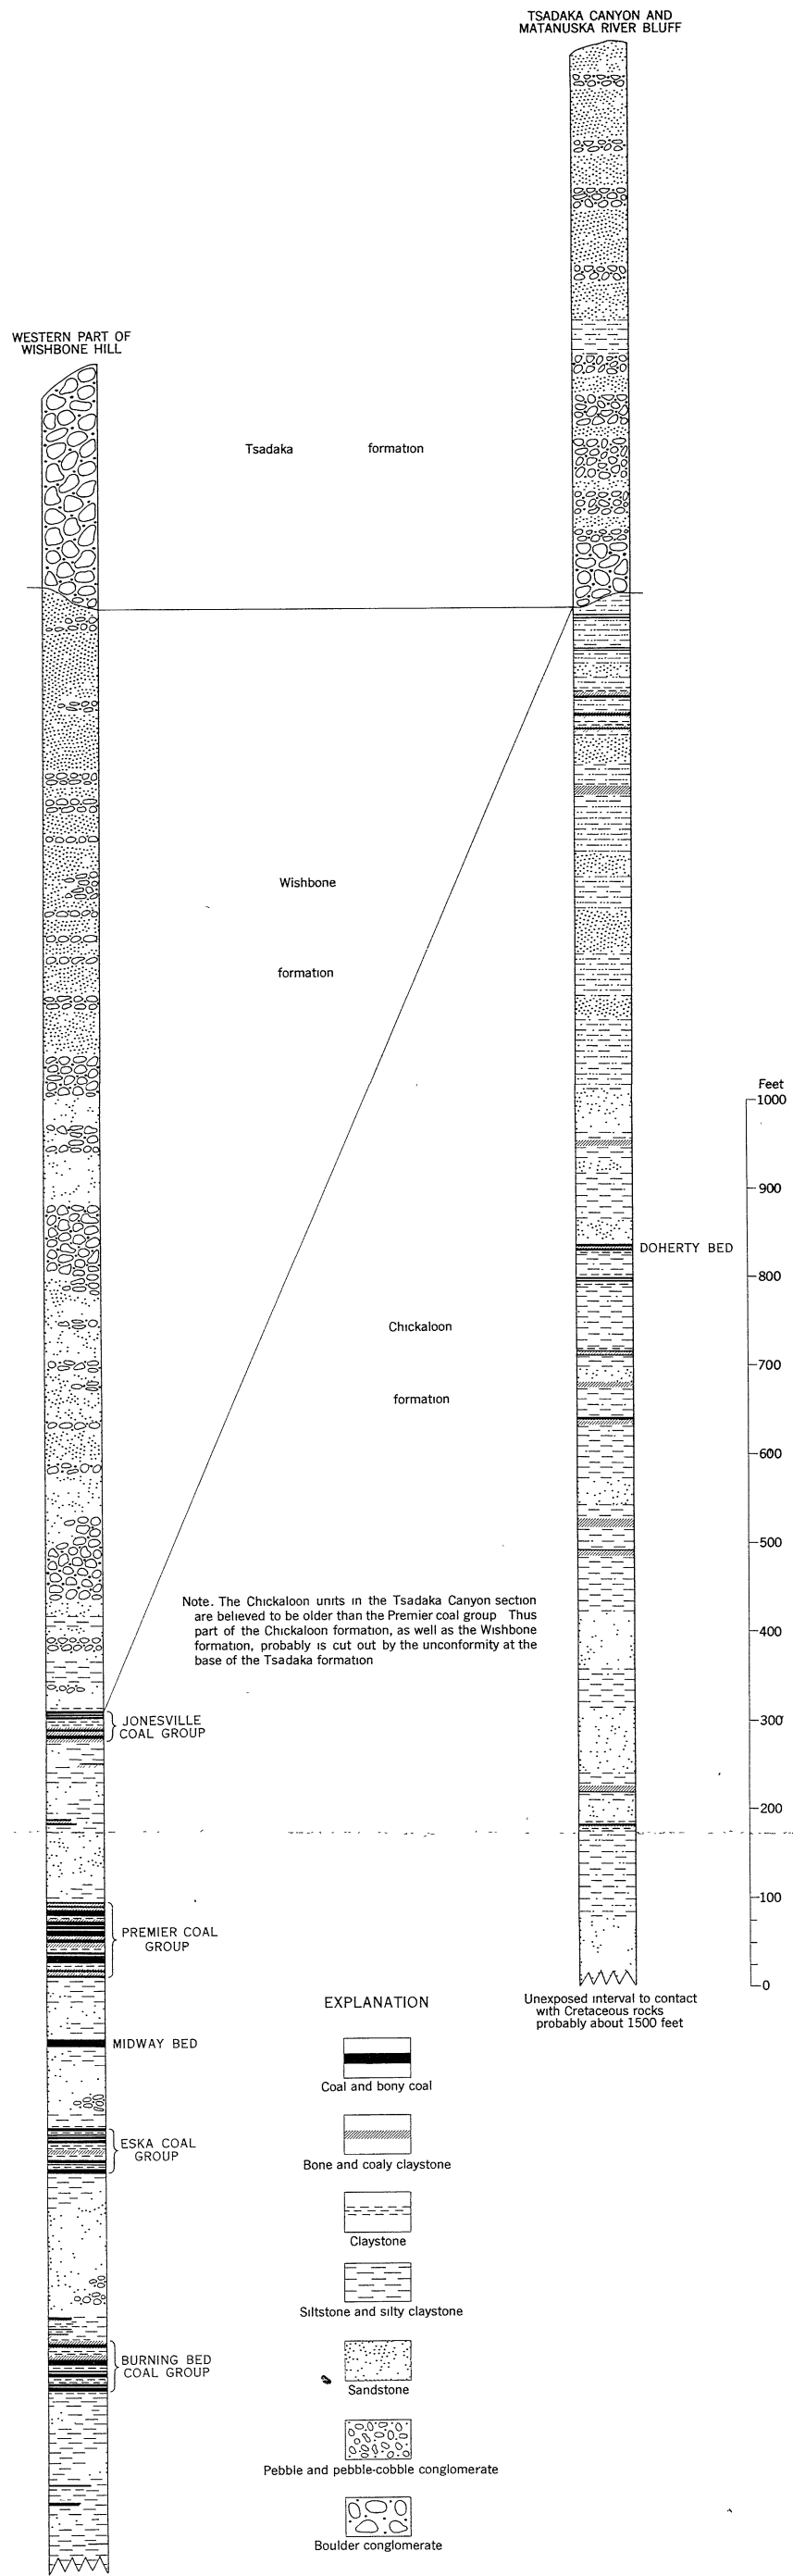 TSADAKA CANYON AND
MATANUSKA RIVER BLUFF
WESTERN PART OF
WISHBONE HILL
Tsadaka formation
Wishbone
formation
Feet
1000
900
DOHERTY BED
800
Chickaloon
700
formation
600
500
Note. The Chickaloon units in the Tsadaka Canyon section
are believed to be older than the Premier coal group Thus
part of the Chickaloon formation, as well as the Wishbone
formation, probably is cut out by the unconformity at the
base of the Tsadaka formation
400
JONESVILLE
COAL GROUP
300
200
PREMIER COAL
GROUP
100
0
Unexposed interval to contact
with Cretaceous rocks
probably about 1500 feet
EXPLANATION
MIDWAY BED
Coal and bony coal
ESKA COAL
GROUP
Bone and coaly claystone
Claystone
Siltstone and silty claystone
BURNING BED
COAL GROUP
Sandstone
Pebble and pebble-cobble conglomerate
Boulder conglomerate